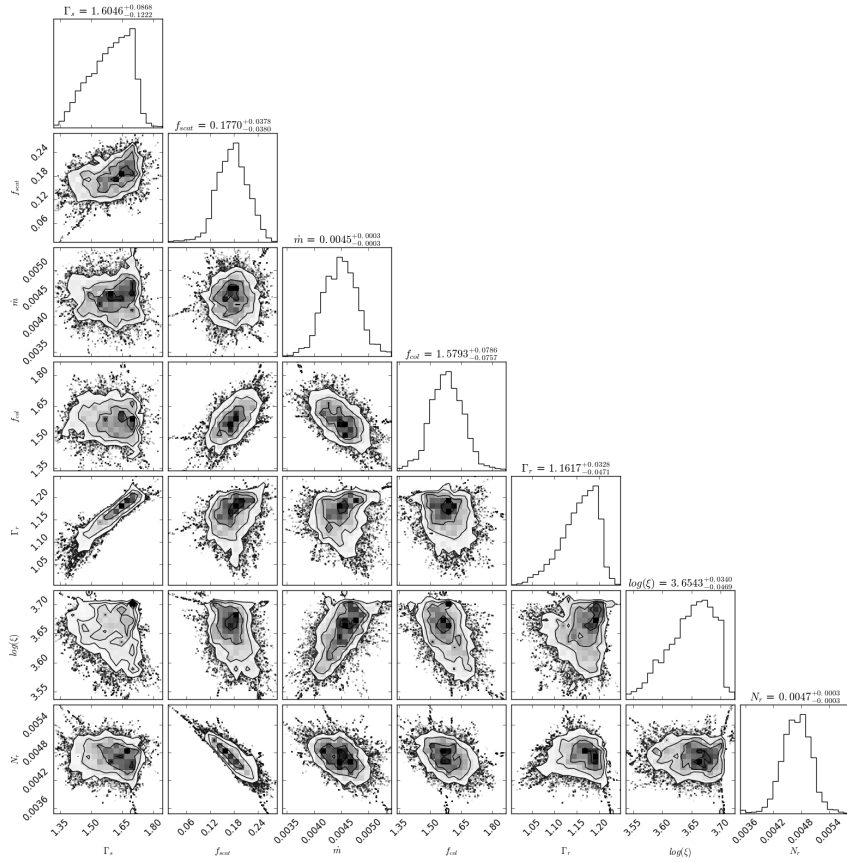 Γ_s = 1.6046^{+0.0868}_{−0.1222}
f_scat = 0.1770^{+0.0378}_{−0.0380}
0.24
0.18
0.12
0.06
f_scat
ṁ = 0.0045^{+0.0003}_{−0.0003}
0.0050
0.0045
0.0040
0.0035
ṁ
f_col = 1.5793^{+0.0786}_{−0.0757}
1.80
1.65
1.50
1.35
f_col
Γ_r = 1.1617^{+0.0328}_{−0.0471}
1.20
1.15
1.10
1.05
Γ_r
log(ξ) = 3.6543^{+0.0340}_{−0.0469}
3.70
3.65
3.60
3.55
log(ξ)
N_r = 0.0047^{+0.0003}_{−0.0003}
0.0054
0.0048
0.0042
0.0036
N_r
1.35 1.50 1.65 1.80 0.06 0.12 0.18 0.24 0.0035 0.0040 0.0045 0.0050 1.35 1.50 1.65 1.80 1.05 1.10 1.15 1.20 3.55 3.60 3.65 3.70 0.0036 0.0042 0.0048 0.0054
Γ_s f_scat ṁ f_col Γ_r log(ξ) N_r